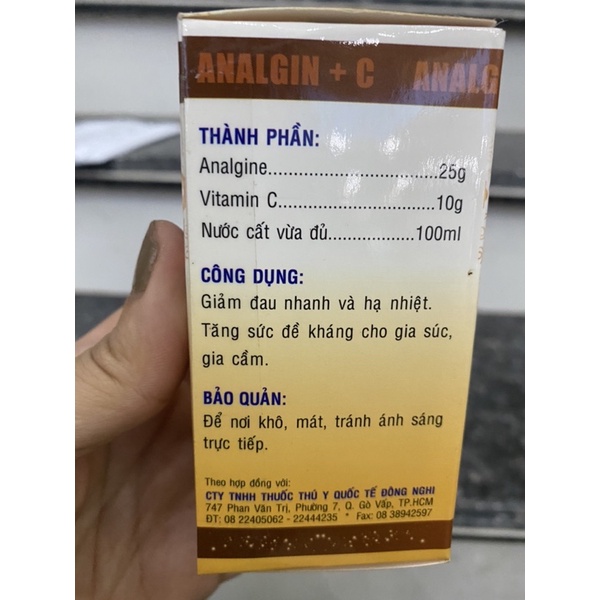 ANALGIN + C ANALG
THÀNH PHẦN:
Analgine.................................25g
Vitamin C..............................10g
Nước cất vừa đủ................100ml
CÔNG DỤNG:
Giảm đau nhanh và hạ nhiệt.
Tăng sức đề kháng cho gia súc,
gia cầm.
BẢO QUẢN:
Để nơi khô, mát, tránh ánh sáng
trực tiếp.
Theo hợp đồng với:
CTY TNHH THUỐC THÚ Y QUỐC TẾ ĐÔNG NGHI
747 Phan Văn Trị, Phường 7, Q. Gò Vấp, TP.HCM
ĐT: 08 22405062 - 22444235 * Fax: 08 38942597